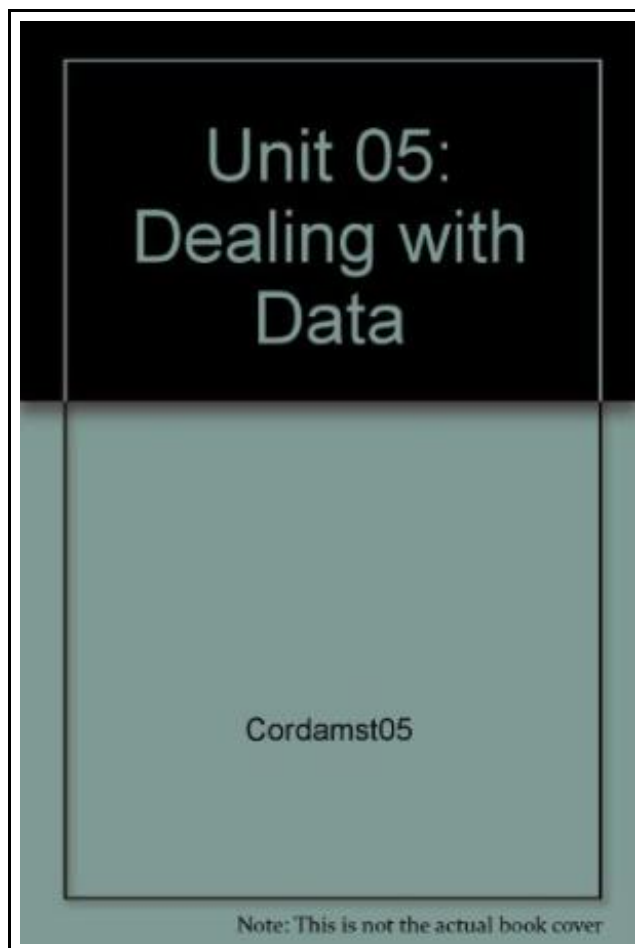 Unit 05:
Dealing with
Data
Cordamst05
Note: This is not the actual book cover